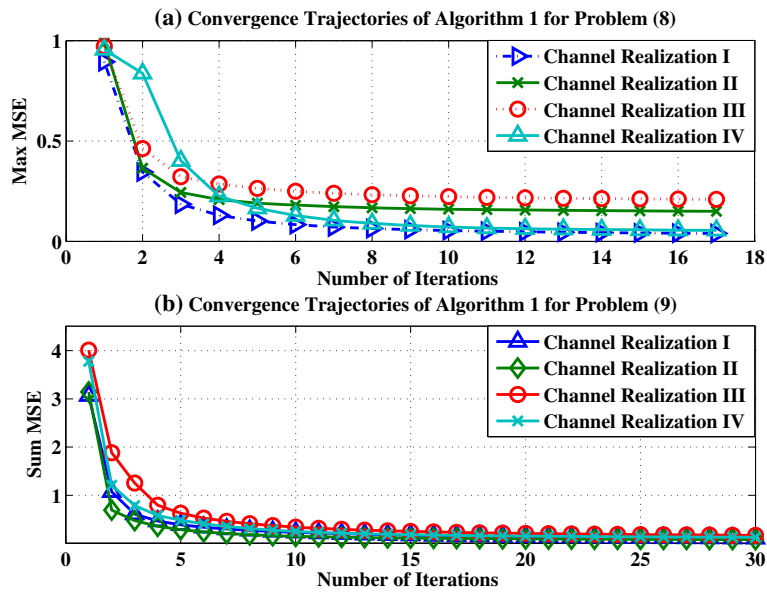 (a) Convergence Trajectories of Algorithm 1 for Problem (8)
Max MSE
1
0.5
0
0 2 4 6 8 10 12 14 16 18
Number of Iterations
Channel Realization I
Channel Realization II
Channel Realization III
Channel Realization IV
(b) Convergence Trajectories of Algorithm 1 for Problem (9)
Sum MSE
4
3
2
1
0 5 10 15 20 25 30
Number of Iterations
Channel Realization I
Channel Realization II
Channel Realization III
Channel Realization IV